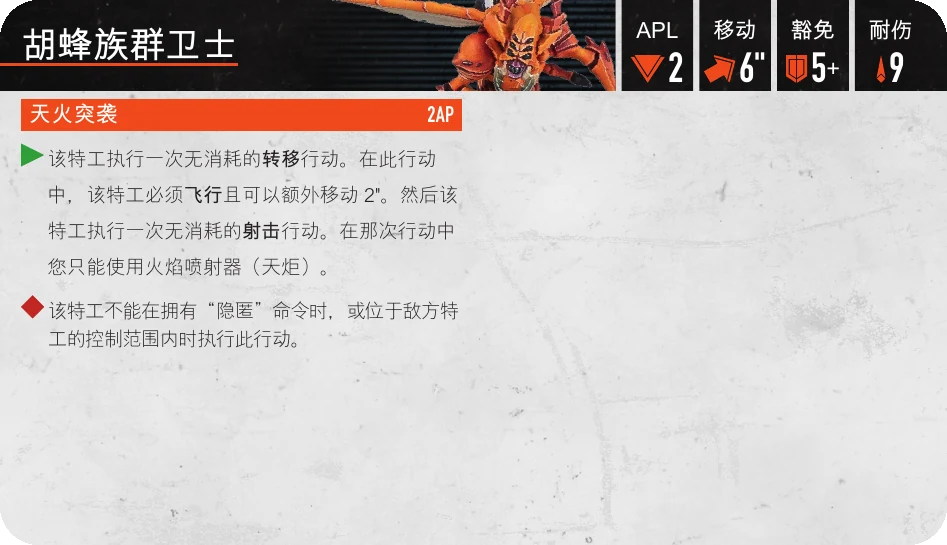 胡蜂族群卫士
APL 移动 豁免 耐伤
2 6" 5+ 9
天火突袭 2AP
该特工执行一次无消耗的转移行动。在此行动
中，该特工必须飞行且可以额外移动 2"。然后该
特工执行一次无消耗的射击行动。在那次行动中
您只能使用火焰喷射器（天炬）。
该特工不能在拥有“隐匿”命令时，或位于敌方特
工的控制范围内时执行此行动。